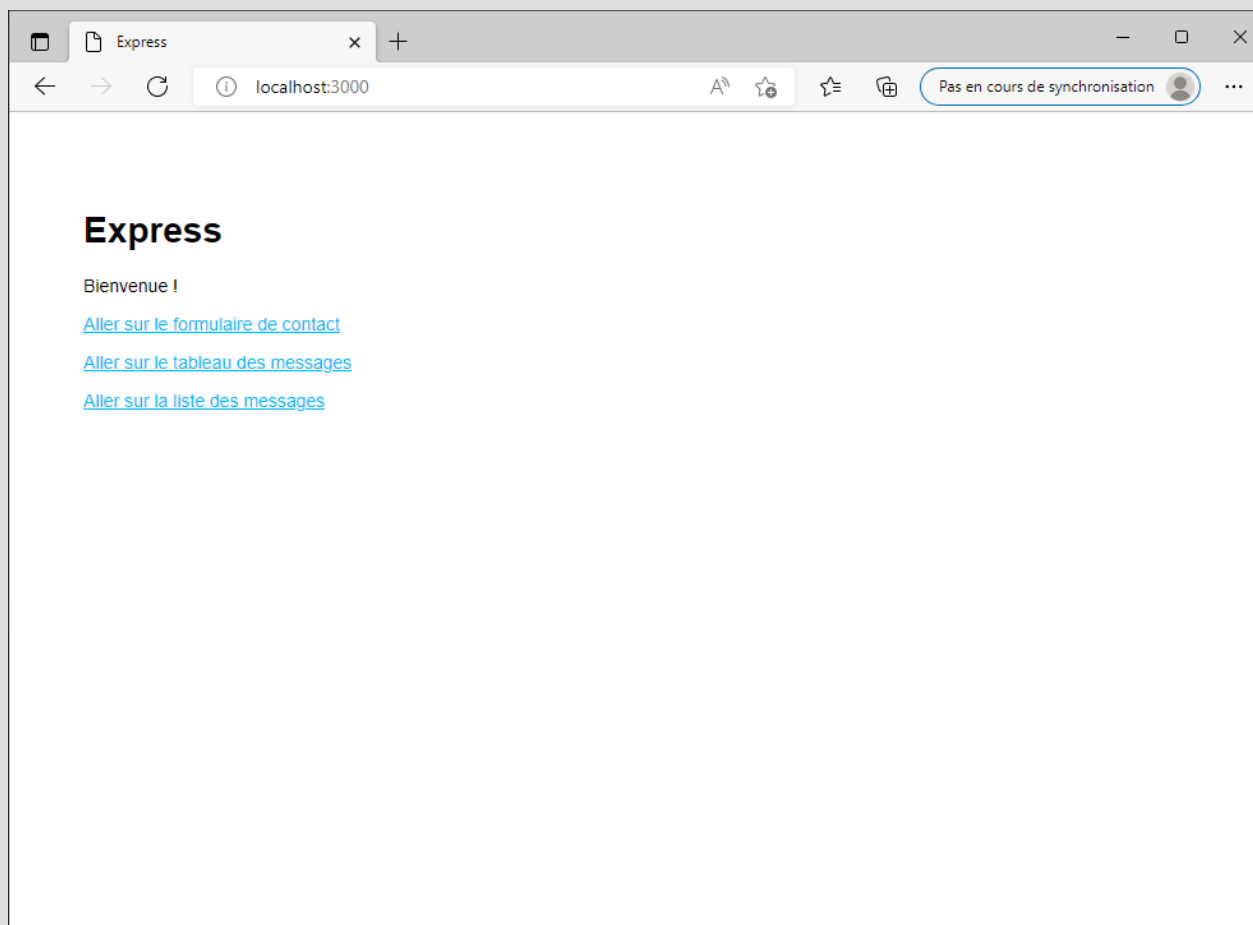 Express
localhost:3000
Pas en cours de synchronisation
Express
Bienvenue !
Aller sur le formulaire de contact
Aller sur le tableau des messages
Aller sur la liste des messages